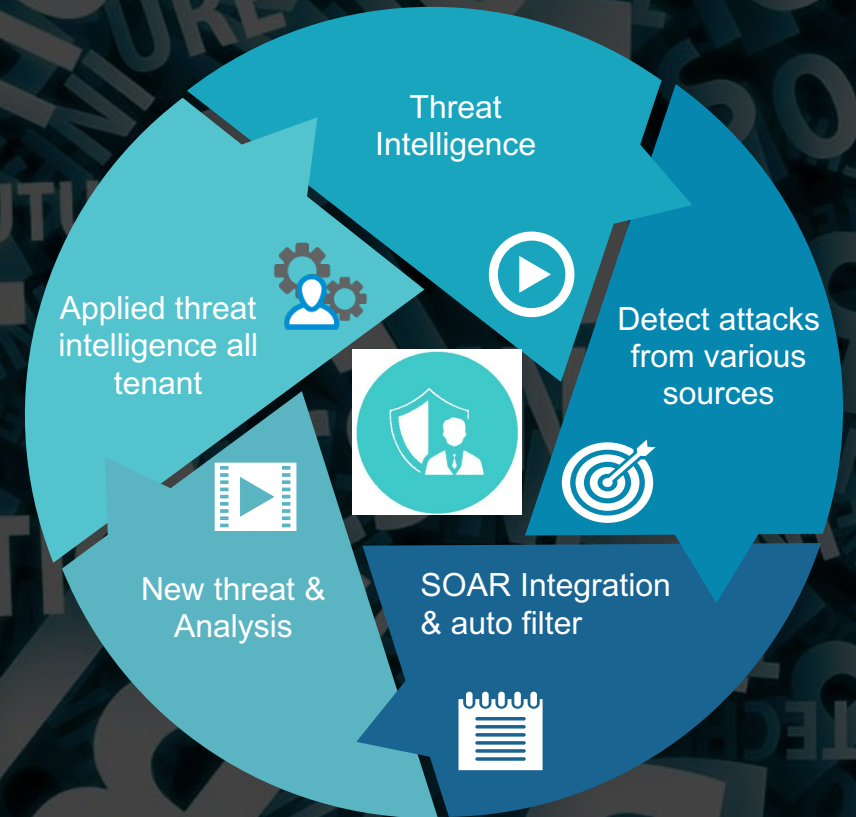 Threat
Intelligence
Detect attacks
from various
sources
SOAR Integration
& auto filter
New threat &
Analysis
Applied threat
intelligence all
tenant